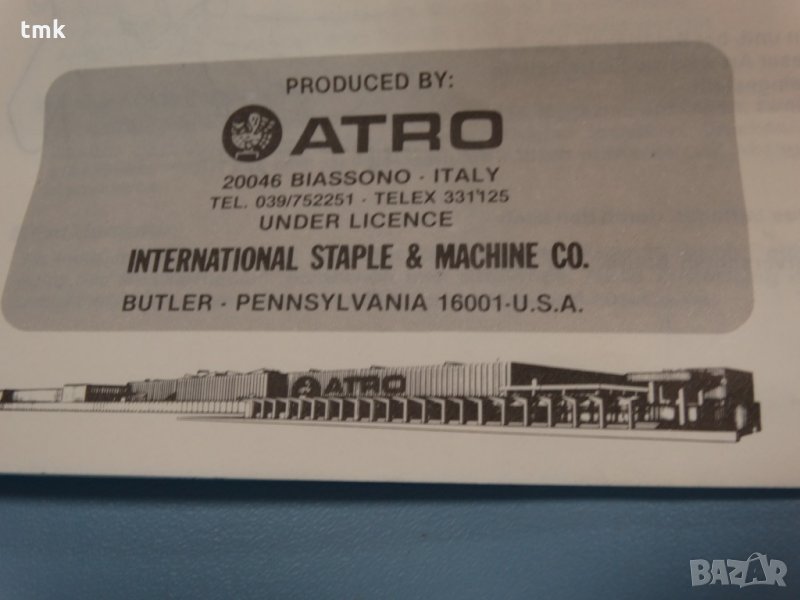 tmk
PRODUCED BY:
ATRO
20046 BIASSONO · ITALY
TEL. 039/752251 · TELEX 331125
UNDER LICENCE
INTERNATIONAL STAPLE & MACHINE CO.
BUTLER · PENNSYLVANIA 16001-U.S.A.
ATRO
BAZAR